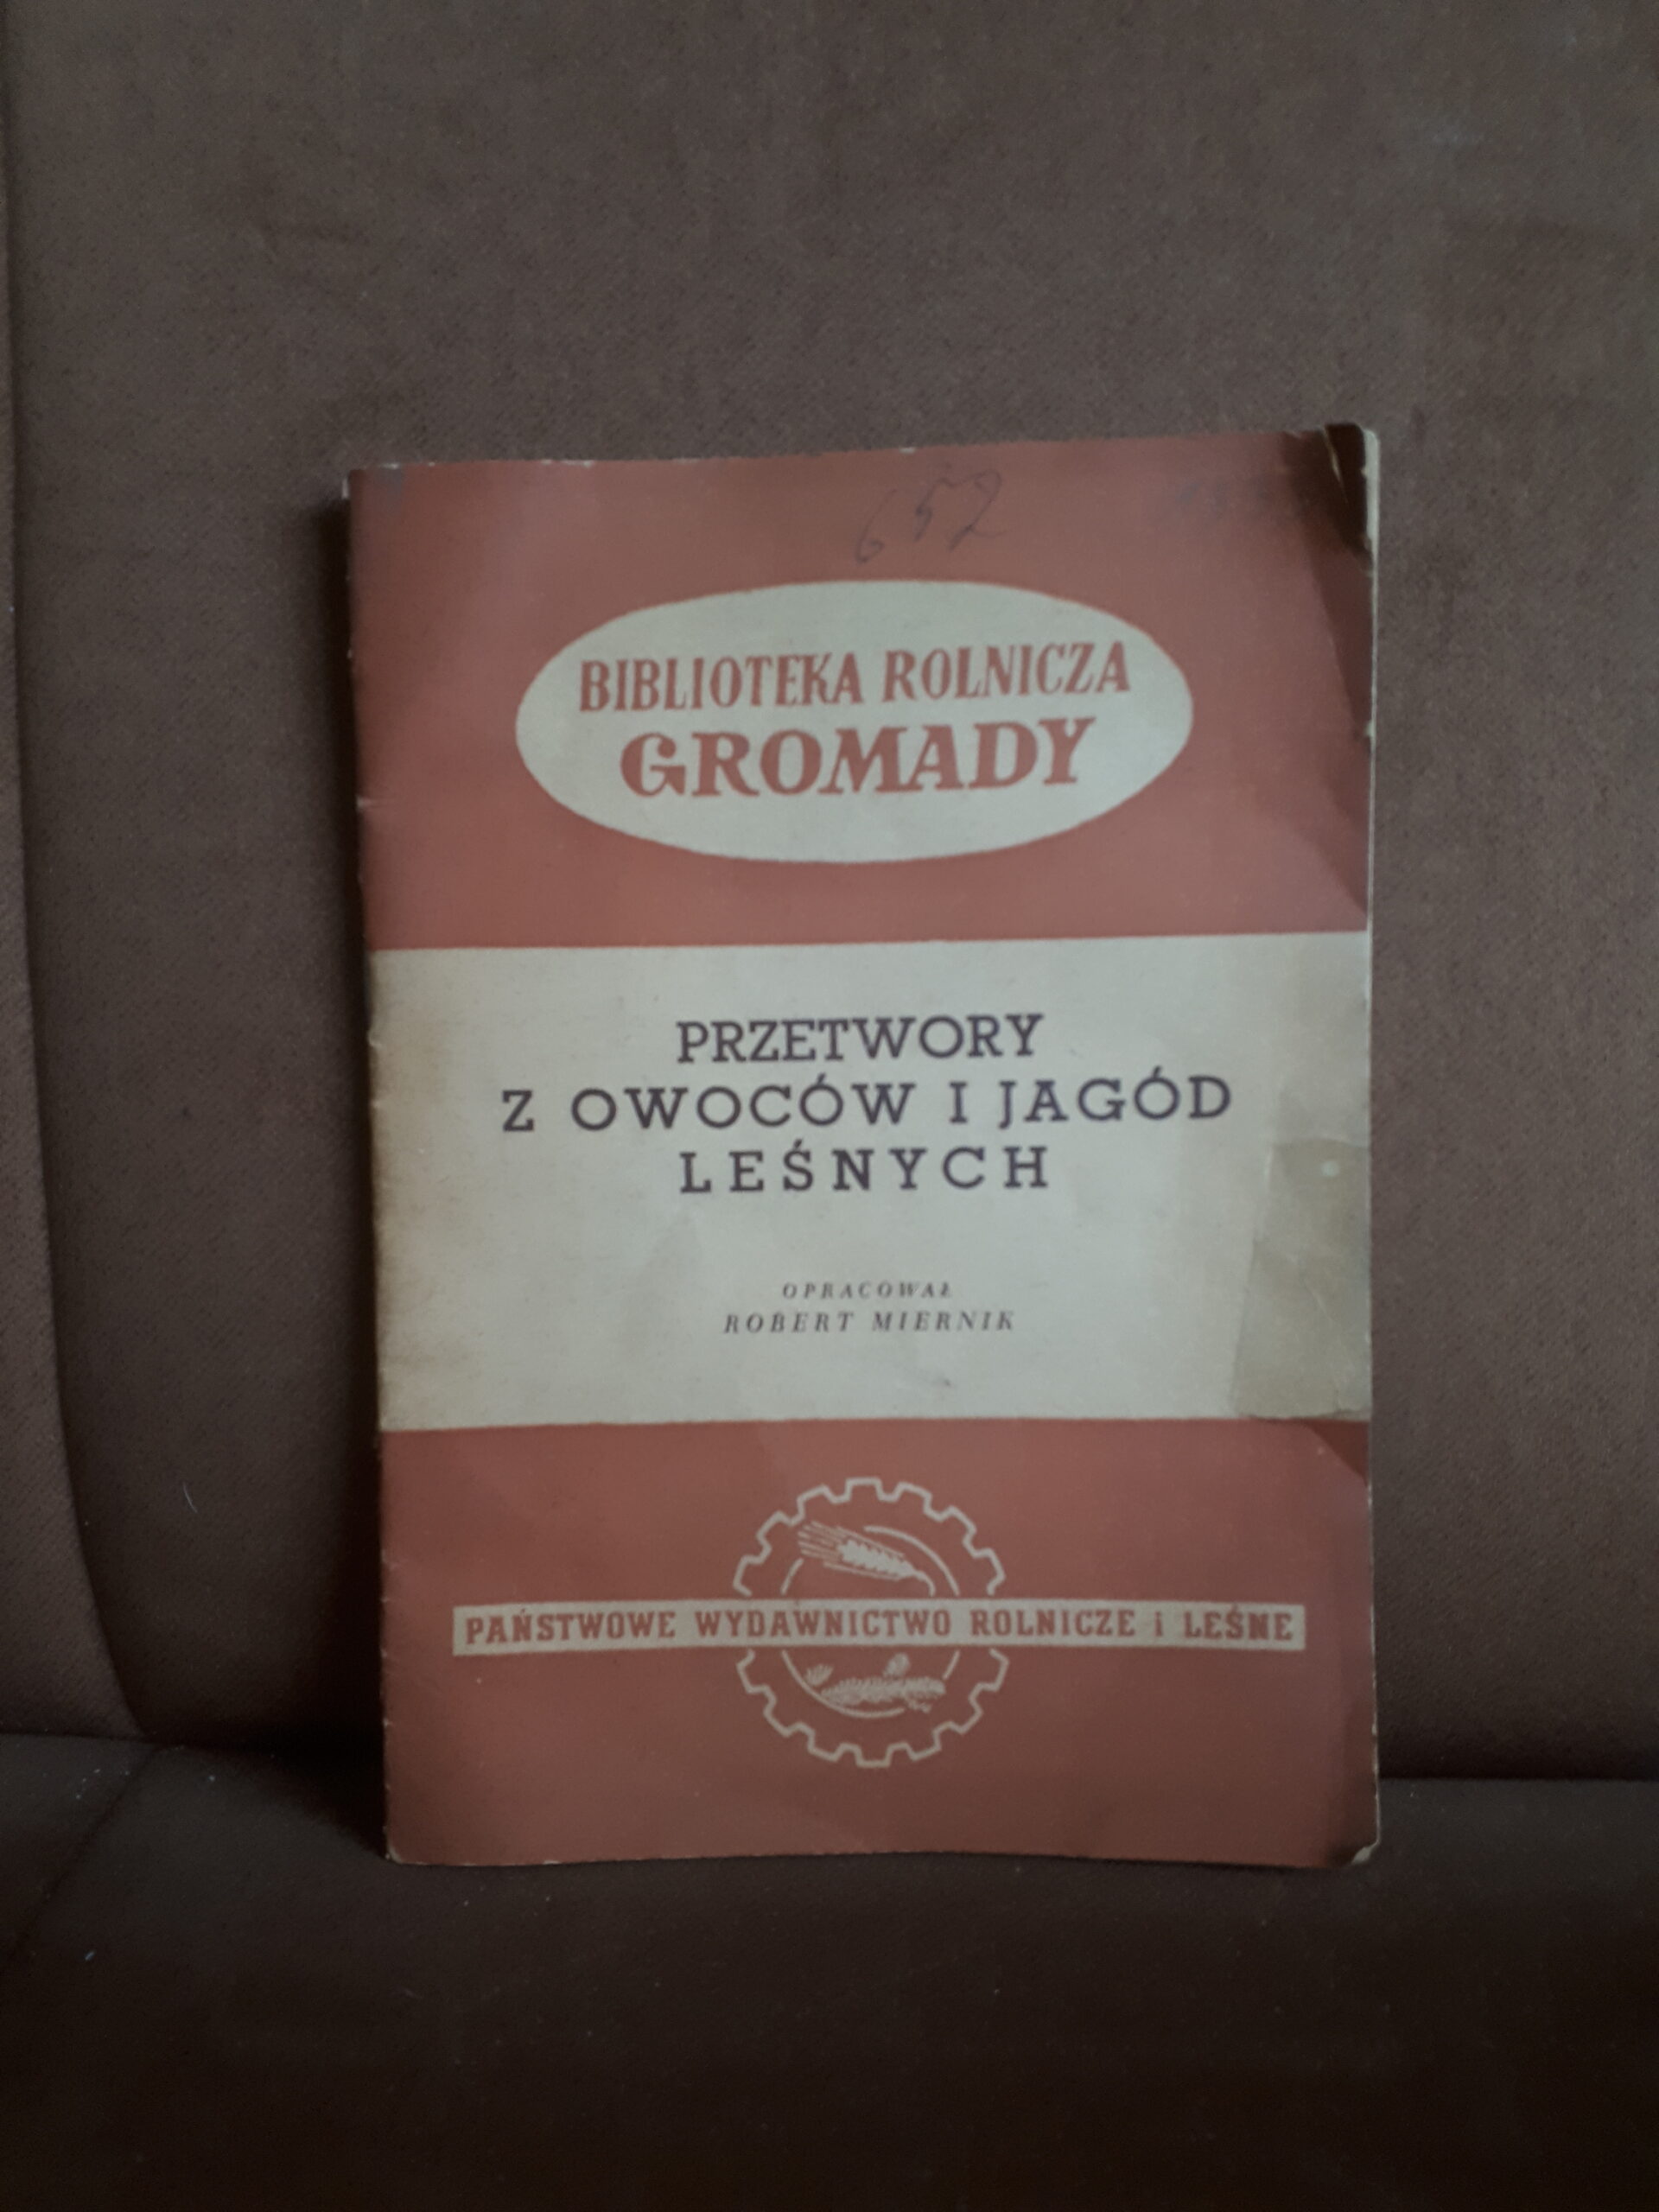 652
BIBLIOTEKA ROLNICZA
GROMADY
PRZETWORY
Z OWOCÓW I JAGÓD
LEŚNYCH
OPRACOWAŁ
ROBERT MIERNIK
PAŃSTWOWE WYDAWNICTWO ROLNICZE i LEŚNE